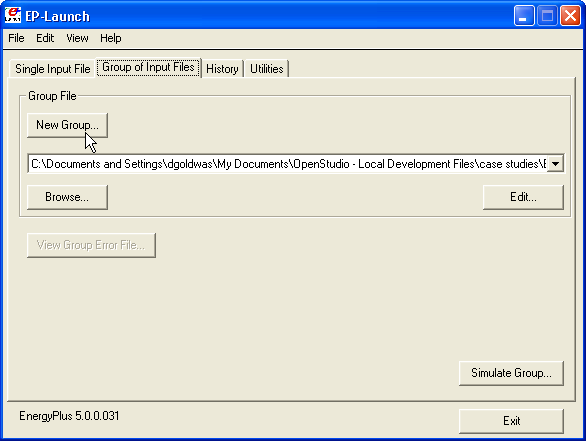 EP-Launch
File Edit View Help
Single Input File Group of Input Files History Utilities
Group File
New Group...
C:\Documents and Settings\dgoldwas\My Documents\OpenStudio - Local Development Files\case studies\
Browse... Edit...
View Group Error File...
Simulate Group...
EnergyPlus 5.0.0.031 Exit